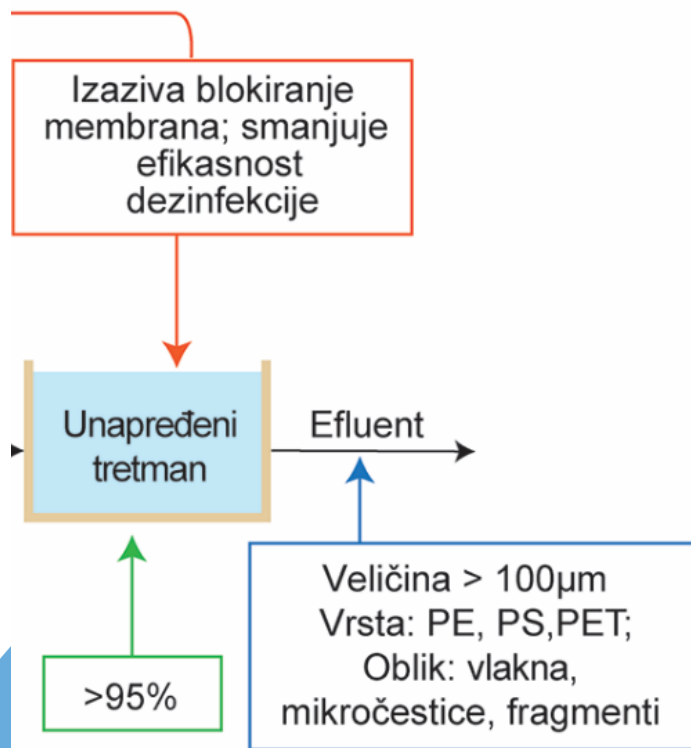 Izaziva blokiranje
membrana; smanjuje
efikasnost
dezinfekcije
Unapređeni
tretman
Efluent
>95%
Veličina > 100µm
Vrsta: PE, PS,PET;
Oblik: vlakna,
mikročestice, fragmenti